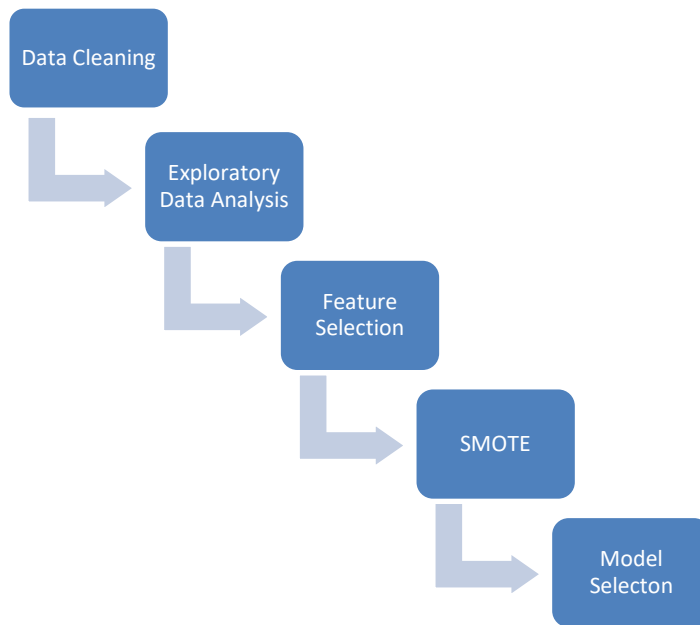 Data Cleaning
Exploratory
Data Analysis
Feature
Selection
SMOTE
Model
Selecton